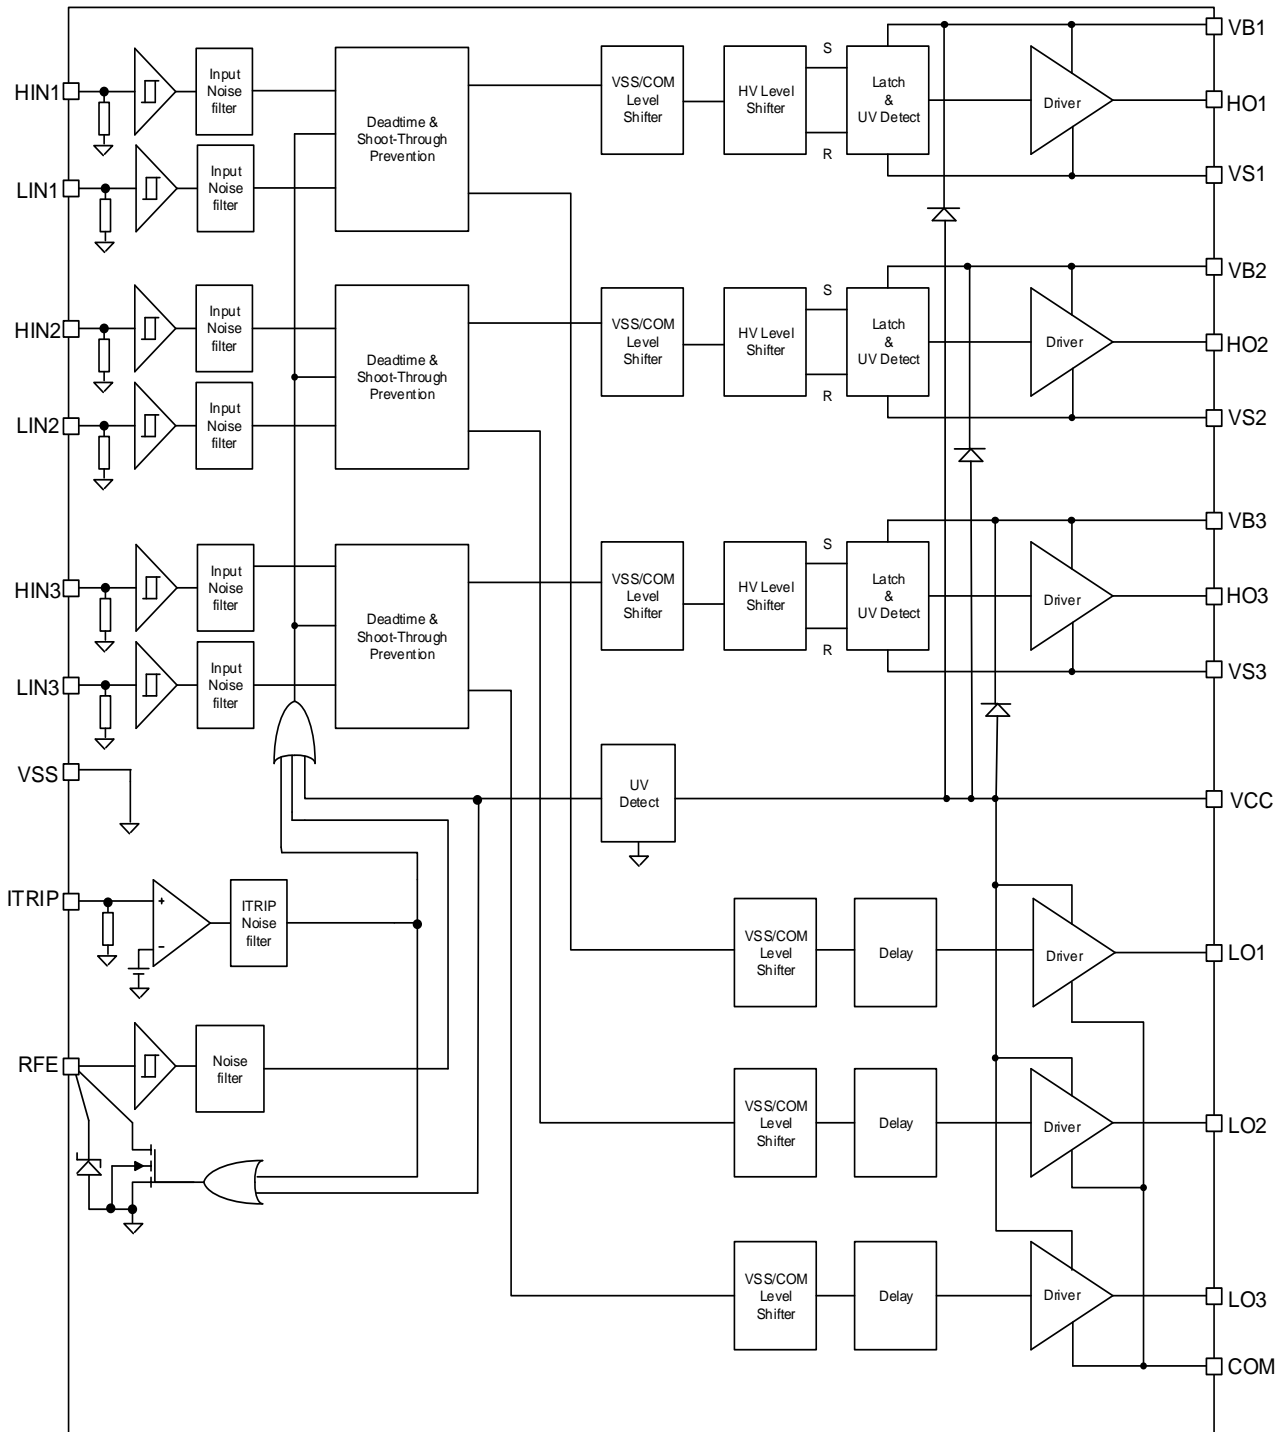 VB1
HIN1
Input
Noise
filter
Deadtime &
Shoot-Through
Prevention
VSS/COM
Level
Shifter
HV Level
Shifter
S
R
Latch
&
UV Detect
Driver
HO1
LIN1
Input
Noise
filter
VS1
VB2
HIN2
Input
Noise
filter
Deadtime &
Shoot-Through
Prevention
VSS/COM
Level
Shifter
HV Level
Shifter
S
R
Latch
&
UV Detect
Driver
HO2
LIN2
Input
Noise
filter
VS2
VB3
HIN3
Input
Noise
filter
Deadtime &
Shoot-Through
Prevention
VSS/COM
Level
Shifter
HV Level
Shifter
S
R
Latch
&
UV Detect
Driver
HO3
LIN3
Input
Noise
filter
VS3
VSS
UV
Detect
VCC
ITRIP
+
−
ITRIP
Noise
filter
VSS/COM
Level
Shifter
Delay
Driver
LO1
RFE
Noise
filter
VSS/COM
Level
Shifter
Delay
Driver
LO2
VSS/COM
Level
Shifter
Delay
Driver
LO3
COM